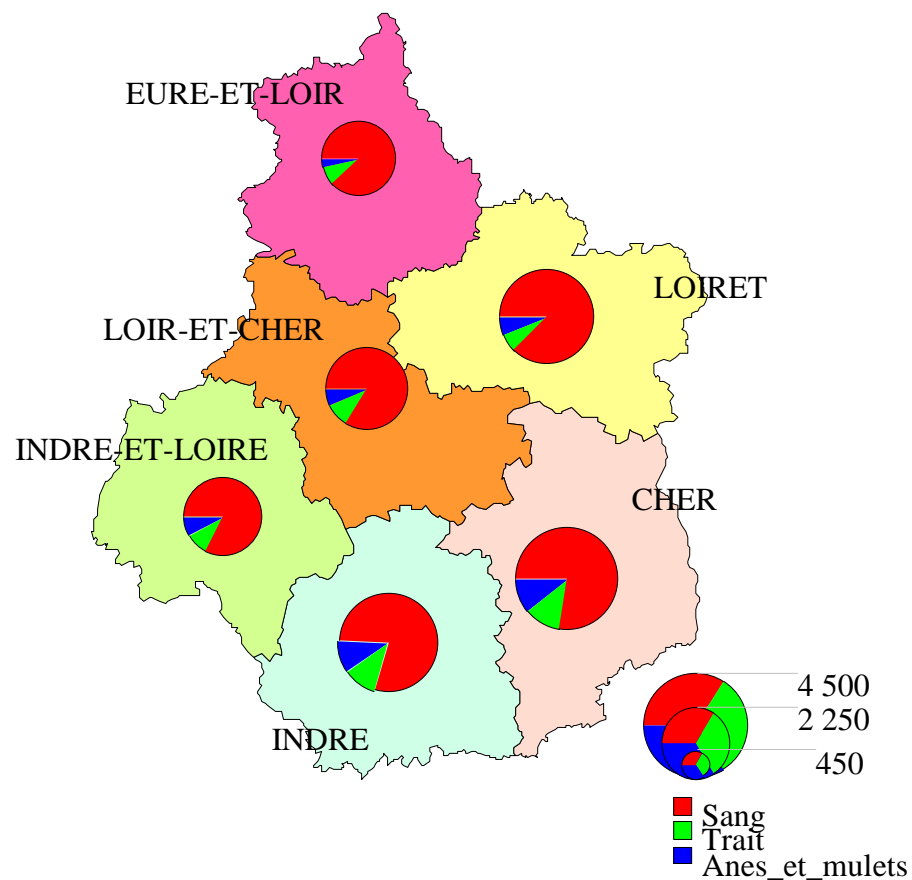 EURE-ET-LOIR
LOIRET
LOIR-ET-CHER
INDRE-ET-LOIRE
CHER
INDRE
4 500
2 250
450
Sang
Trait
Anes_et_mulets